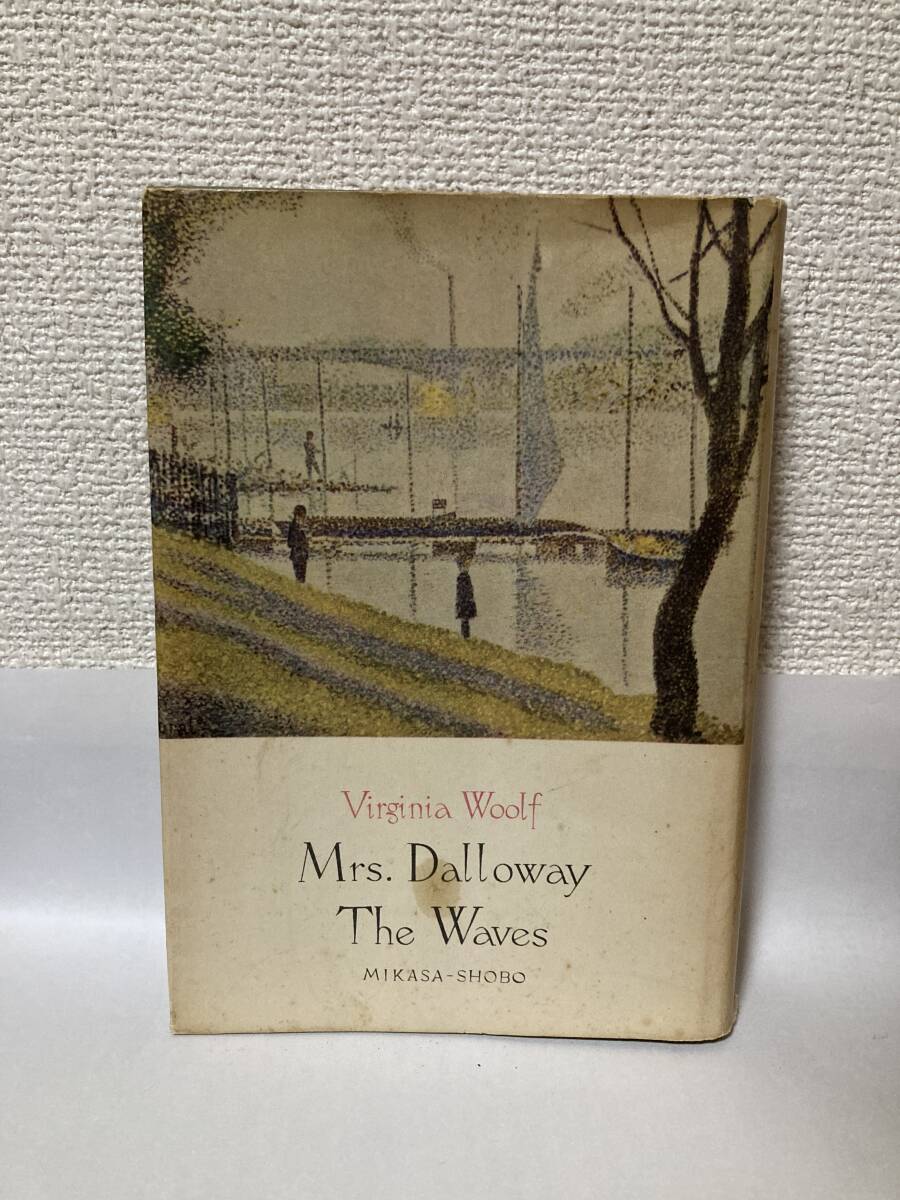 Virginia Woolf
Mrs. Dalloway
The Waves
MIKASA-SHOBO